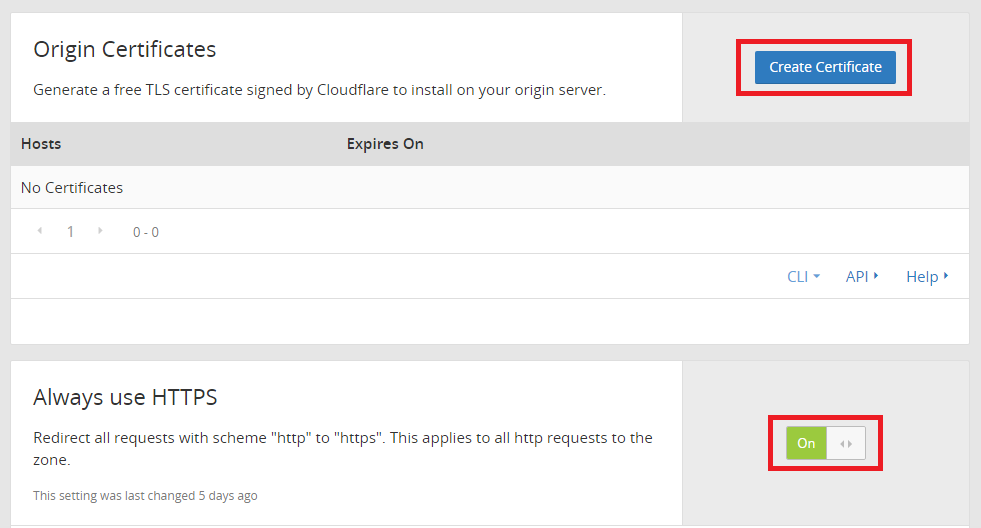 Origin Certificates
Create Certificate
Generate a free TLS certificate signed by Cloudflare to install on your origin server.
Hosts Expires On
No Certificates
1 0 - 0
CLI API Help
Always use HTTPS
Redirect all requests with scheme "http" to "https". This applies to all http requests to the
zone.
On
This setting was last changed 5 days ago